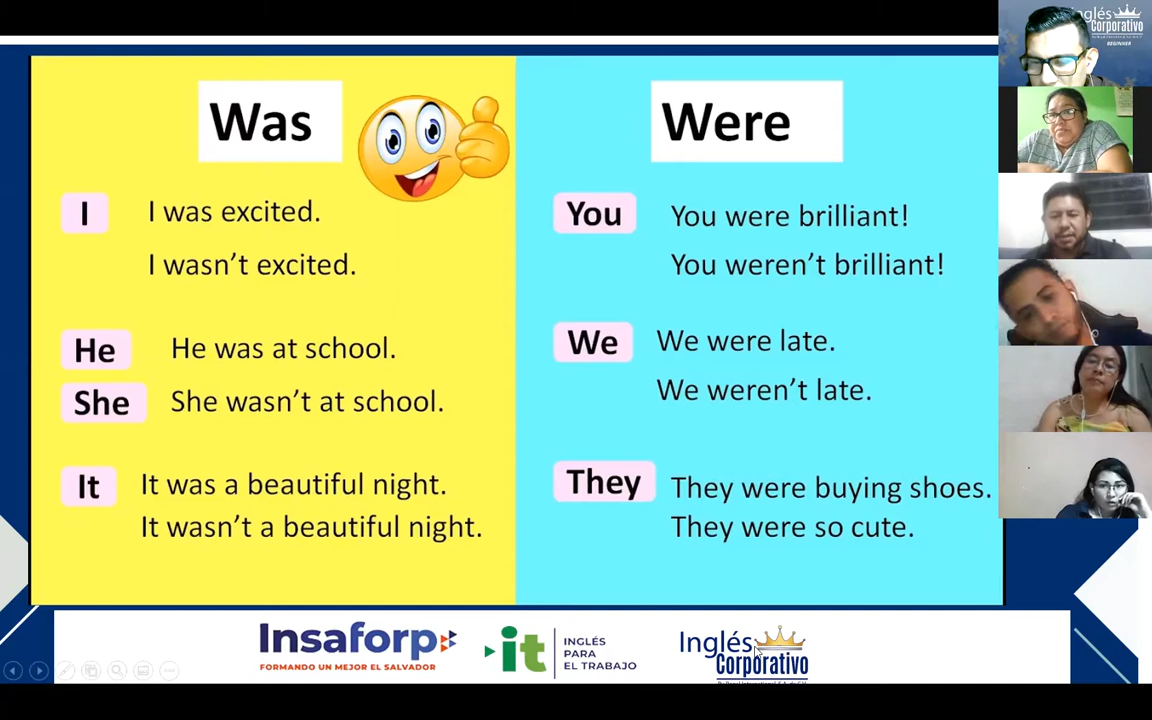 Was
I
I was excited.
I wasn't excited.
He
He was at school.
She
She wasn't at school.
It
It was a beautiful night.
It wasn't a beautiful night.
Were
You
You were brilliant!
You weren't brilliant!
We
We were late.
We weren't late.
They
They were buying shoes.
They were so cute.
Insaforp
FORMANDO UN MEJOR EL SALVADOR
it
INGLÉS
PARA
EL TRABAJO
Inglés
Corporativo
inglés
Corporativo
BEGINNER